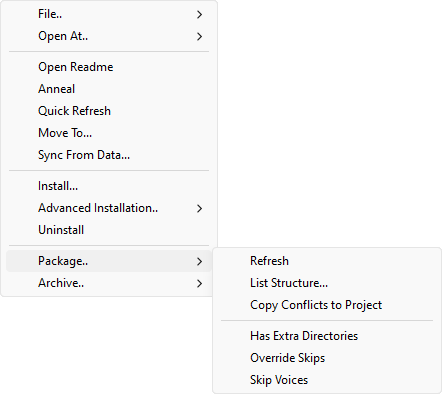 File..
Open At..
Open Readme
Anneal
Quick Refresh
Move To...
Sync From Data...
Install...
Advanced Installation..
Uninstall
Package..
Archive..
Refresh
List Structure...
Copy Conflicts to Project
Has Extra Directories
Override Skips
Skip Voices